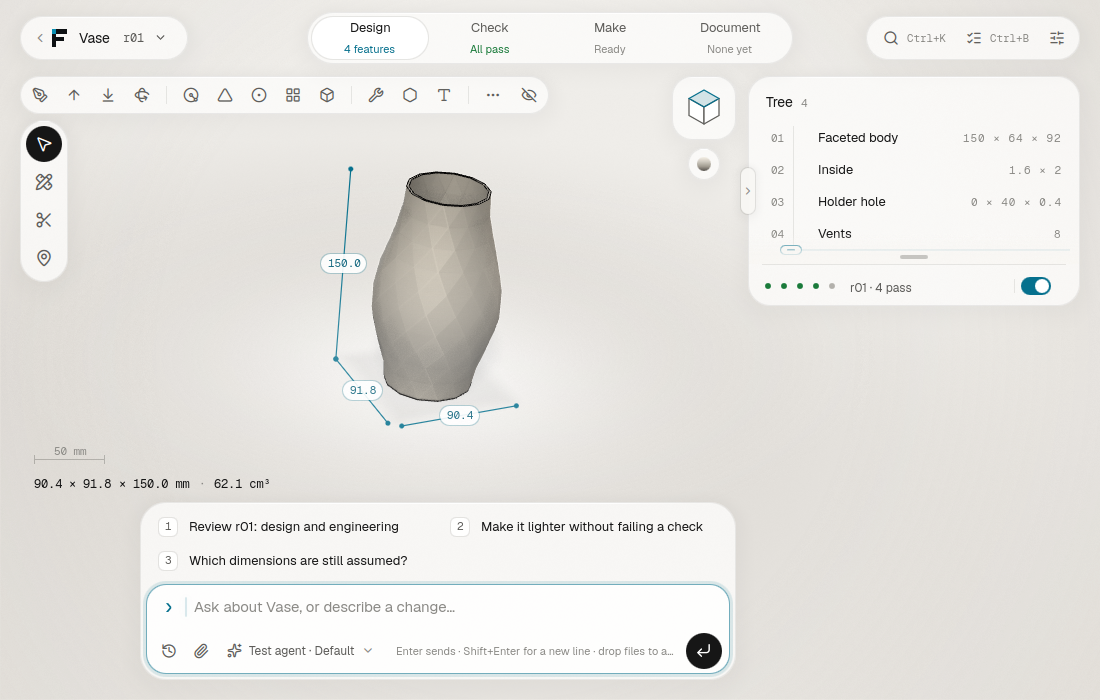 Vase r01
Design
4 features
Check
All pass
Make
Ready
Document
None yet
Ctrl+K
Ctrl+B
Tree 4
01 Faceted body 150 × 64 × 92
02 Inside 1.6 × 2
03 Holder hole 0 × 40 × 0.4
04 Vents 8
r01 · 4 pass
150.0
91.8
90.4
50 mm
90.4 × 91.8 × 150.0 mm · 62.1 cm³
1 Review r01: design and engineering
2 Make it lighter without failing a check
3 Which dimensions are still assumed?
Ask about Vase, or describe a change...
Test agent · Default
Enter sends · Shift+Enter for a new line · drop files to a...